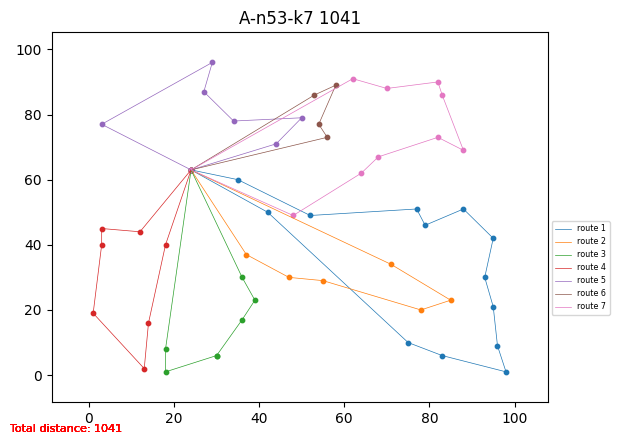 A-n53-k7 1041
100
80
60
40
20
0
0 20 40 60 80 100
route 1
route 2
route 3
route 4
route 5
route 6
route 7
Total distance: 1041